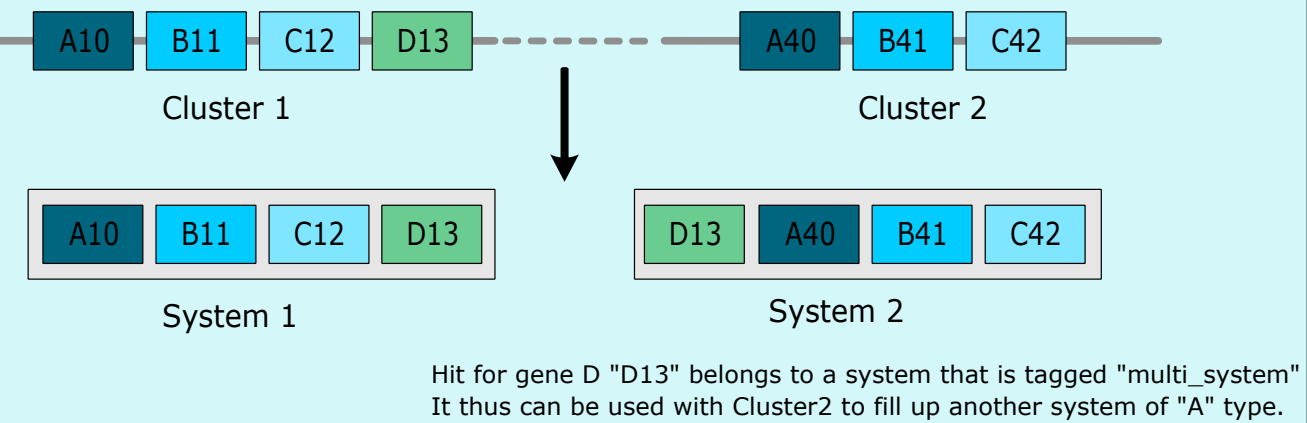 A10 B11 C12 D13 A40 B41 C42
Cluster 1 Cluster 2
A10 B11 C12 D13 D13 A40 B41 C42
System 1 System 2
Hit for gene D "D13" belongs to a system that is tagged "multi_system"
It thus can be used with Cluster2 to fill up another system of "A" type.